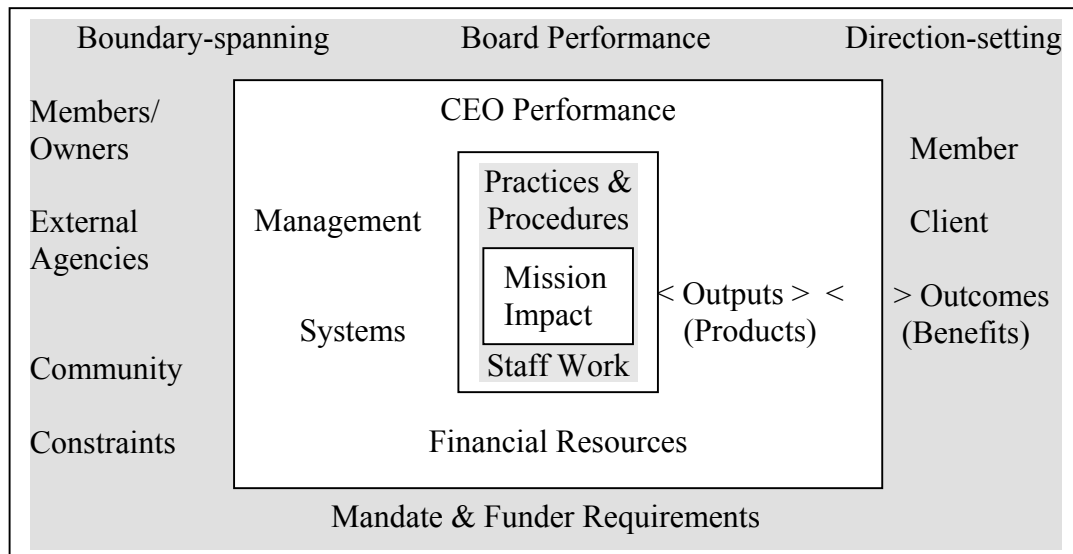 Boundary-spanning Board Performance Direction-setting
Members/
Owners
CEO Performance
Member
Practices &
Procedures
External
Agencies
Management
Client
Mission
Impact
< Outputs > < > Outcomes
(Products) (Benefits)
Systems
Community
Staff Work
Constraints
Financial Resources
Mandate & Funder Requirements